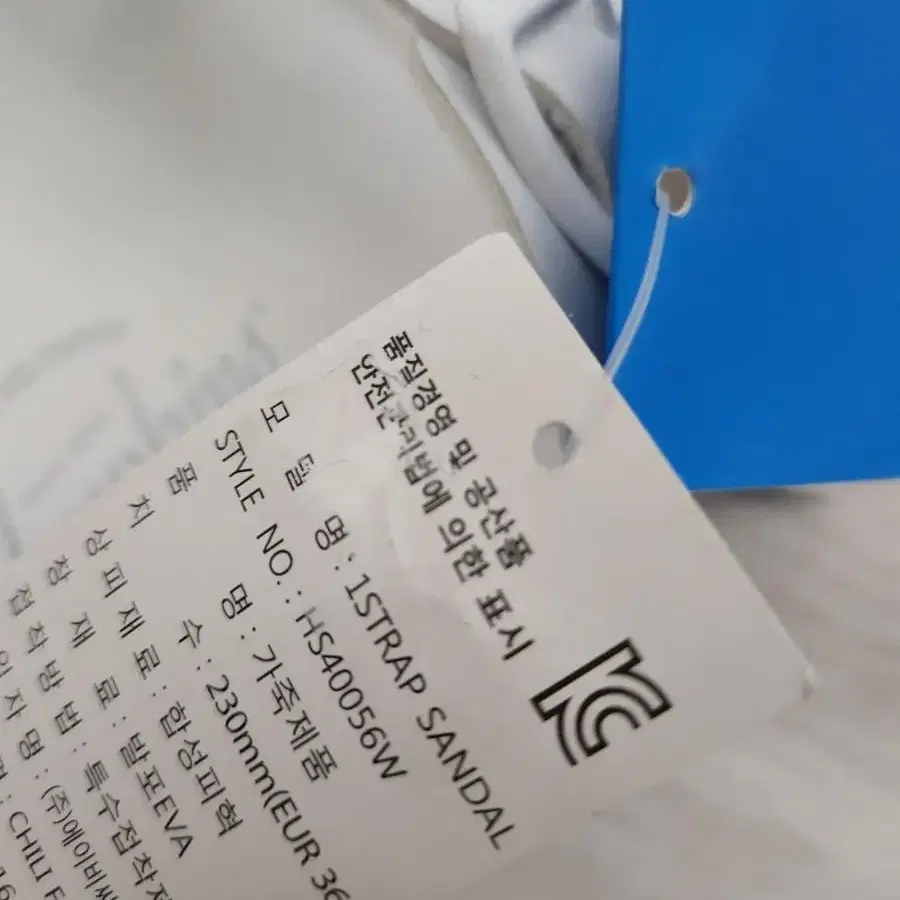 품질경영 및 공산품
안전관리법에 의한 표시
모 델 명 : 1STRAP SANDAL
STYLE NO. : HS40056W
품 명 : 가죽제품
치 수 : 230mm(EUR 36
상 피 재 료 : 합성피혁
창 재 료 : 발포EVA
접 착 방 법 : 특수접착
자 명 : (주)에이비씨
: CHILI
16